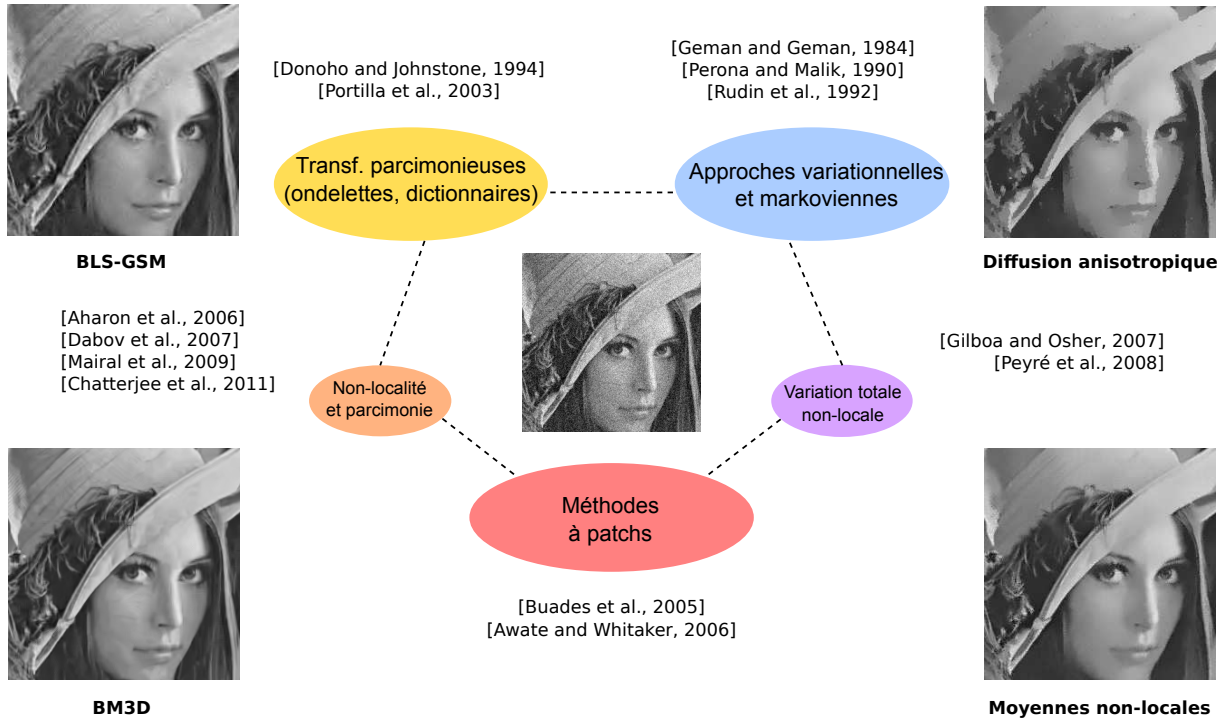 [Donoho and Johnstone, 1994]
[Portilla et al., 2003]
[Geman and Geman, 1984]
[Perona and Malik, 1990]
[Rudin et al., 1992]
Transf. parcimonieuses
(ondelettes, dictionnaires)
Approches variationnelles
et markoviennes
BLS-GSM
Diffusion anisotropique
[Aharon et al., 2006]
[Dabov et al., 2007]
[Mairal et al., 2009]
[Chatterjee et al., 2011]
Non-localité
et parcimonie
Variation totale
non-locale
[Gilboa and Osher, 2007]
[Peyré et al., 2008]
Méthodes
à patchs
[Buades et al., 2005]
[Awate and Whitaker, 2006]
BM3D
Moyennes non-locales